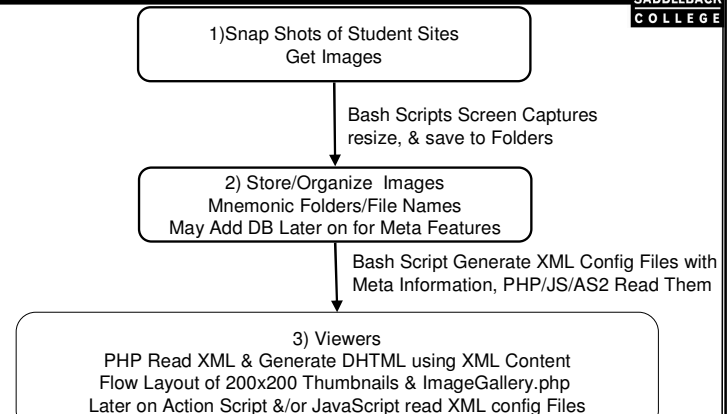 SADDLEBACK
COLLEGE
1)Snap Shots of Student Sites
Get Images
Bash Scripts Screen Captures
resize, & save to Folders
2) Store/Organize Images
Mnemonic Folders/File Names
May Add DB Later on for Meta Features
Bash Script Generate XML Config Files with
Meta Information, PHP/JS/AS2 Read Them
3) Viewers
PHP Read XML & Generate DHTML using XML Content
Flow Layout of 200x200 Thumbnails & ImageGallery.php
Later on Action Script &/or JavaScript read XML config Files